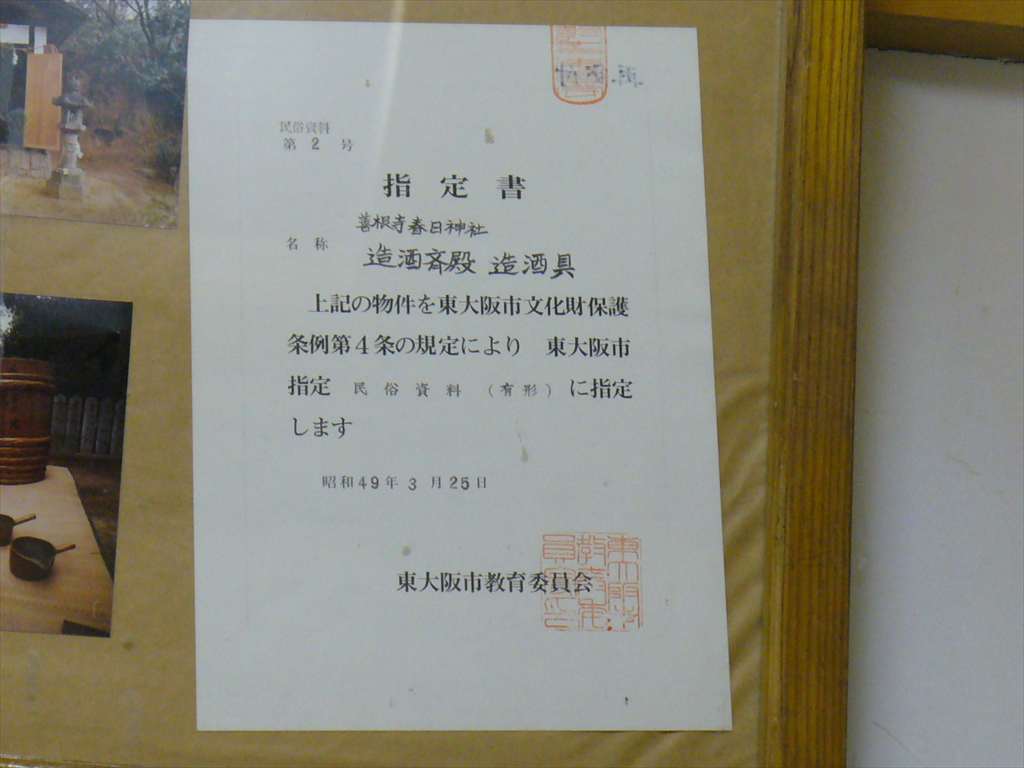 民俗資料
第 2 号
指定書
善根寺春日神社
名称
造酒斉殿 造酒具
上記の物件を東大阪市文化財保護
条例第4条の規定により 東大阪市
指定 民俗資料 (有形) に指定
します
昭和49年3月25日
東大阪市教育委員会